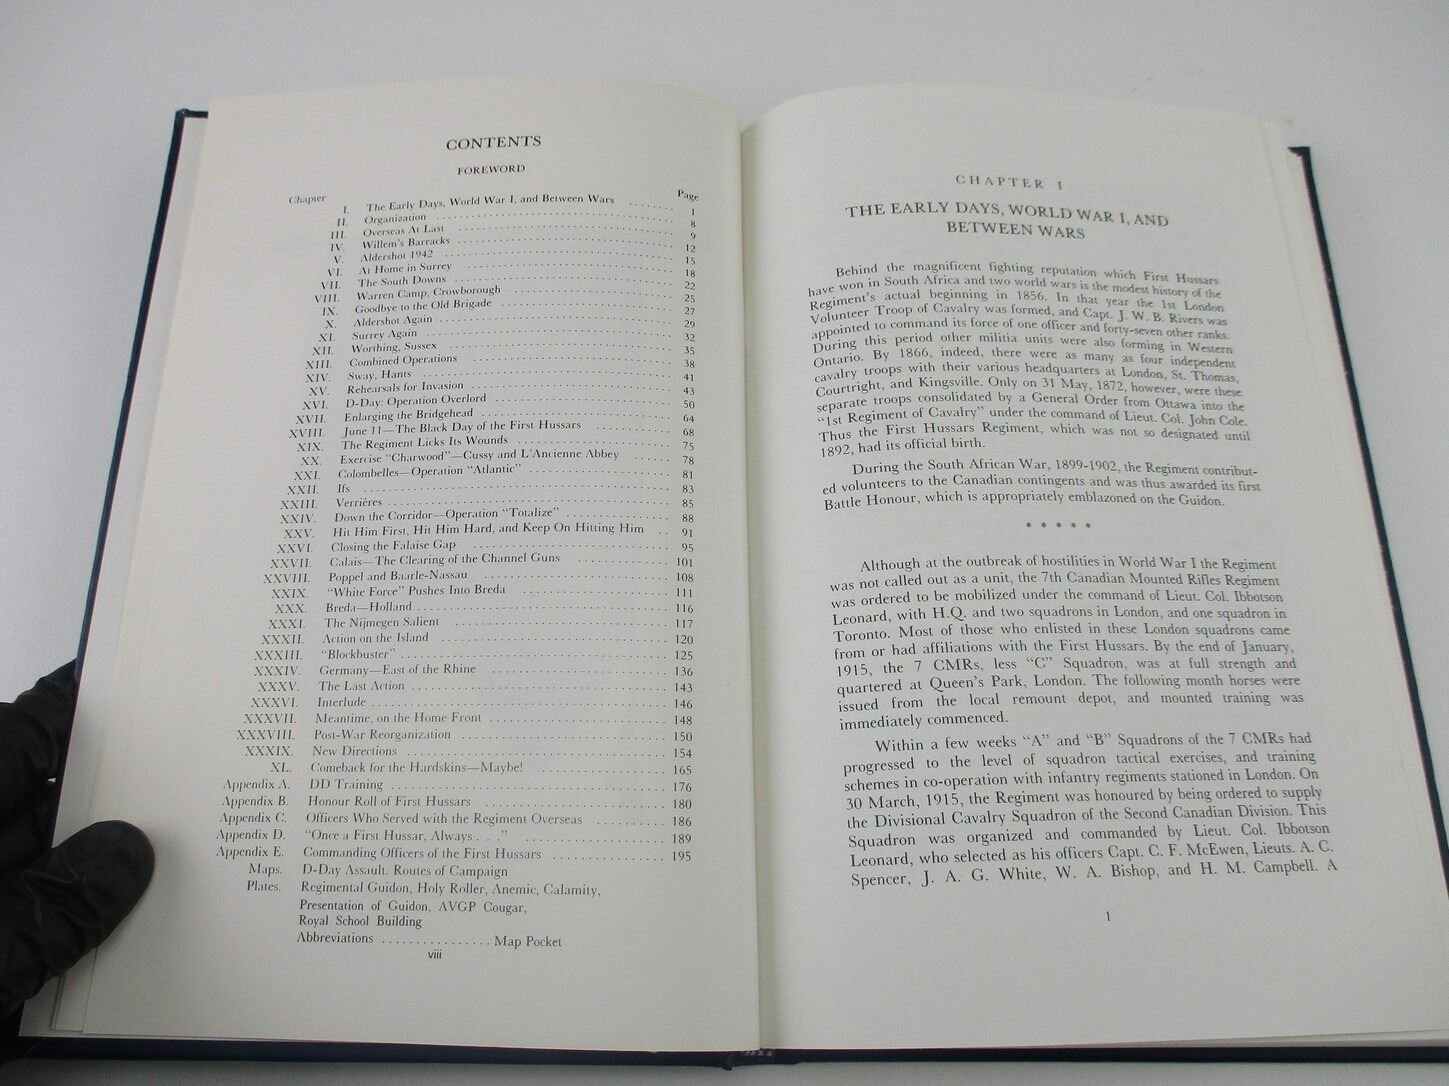 CONTENTS
FOREWORD
Chapter Page
I. The Early Days, World War I, and Between Wars ....... 1
II. Organization ....... 8
III. Overseas At Last ....... 9
IV. Willem's Barracks ....... 12
V. Aldershot 1942 ....... 15
VI. At Home in Surrey ....... 18
VII. The South Downs ....... 22
VIII. Warren Camp, Crowborough ....... 25
IX. Goodbye to the Old Brigade ....... 27
X. Aldershot Again ....... 29
XI. Surrey Again ....... 32
XII. Worthing, Sussex ....... 35
XIII. Combined Operations ....... 38
XIV. Sway, Hants ....... 41
XV. Rehearsals for Invasion ....... 43
XVI. D-Day: Operation Overlord ....... 50
XVII. Enlarging the Bridgehead ....... 64
XVIII. June 11—The Black Day of the First Hussars ....... 68
XIX. The Regiment Licks Its Wounds ....... 75
XX. Exercise "Charwood"—Cussy and L'Ancienne Abbey ....... 78
XXI. Colombelles—Operation "Atlantic" ....... 81
XXII. Ifs ....... 83
XXIII. Verrières ....... 85
XXIV. Down the Corridor—Operation "Totalize" ....... 88
XXV. Hit Him First, Hit Him Hard, and Keep On Hitting Him .. 91
XXVI. Closing the Falaise Gap ....... 95
XXVII. Calais—The Clearing of the Channel Guns ....... 101
XXVIII. Poppel and Baarle-Nassau ....... 108
XXIX. "White Force" Pushes Into Breda ....... 111
XXX. Breda—Holland ....... 116
XXXI. The Nijmegen Salient ....... 117
XXXII. Action on the Island ....... 120
XXXIII. "Blockbuster" ....... 125
XXXIV. Germany—East of the Rhine ....... 136
XXXV. The Last Action ....... 143
XXXVI. Interlude ....... 146
XXXVII. Meantime, on the Home Front ....... 148
XXXVIII. Post-War Reorganization ....... 150
XXXIX. New Directions ....... 154
XL. Comeback for the Hardskins—Maybe! ....... 165
Appendix A. DD Training ....... 176
Appendix B. Honour Roll of First Hussars ....... 180
Appendix C. Officers Who Served with the Regiment Overseas ....... 186
Appendix D. "Once a First Hussar, Always . . ." ....... 189
Appendix E. Commanding Officers of the First Hussars ....... 195
Maps. D-Day Assault. Routes of Campaign
Plates. Regimental Guidon, Holy Roller, Anemic, Calamity,
Presentation of Guidon, AVGP Cougar,
Royal School Building
Abbreviations ................ Map Pocket
viii
CHAPTER I
THE EARLY DAYS, WORLD WAR I, AND
BETWEEN WARS
Behind the magnificent fighting reputation which First Hussars
have won in South Africa and two world wars is the modest history of the
Regiment's actual beginning in 1856. In that year the 1st London
Volunteer Troop of Cavalry was formed, and Capt. J. W. B. Rivers was
appointed to command its force of one officer and forty-seven other ranks.
During this period other militia units were also forming in Western
Ontario. By 1866, indeed, there were as many as four independent
cavalry troops with their various headquarters at London, St. Thomas,
Courtright, and Kingsville. Only on 31 May, 1872, however, were these
separate troops consolidated by a General Order from Ottawa into the
"1st Regiment of Cavalry" under the command of Lieut. Col. John Cole.
Thus the First Hussars Regiment, which was not so designated until
1892, had its official birth.
During the South African War, 1899-1902, the Regiment contribut-
ed volunteers to the Canadian contingents and was thus awarded its first
Battle Honour, which is appropriately emblazoned on the Guidon.
* * * * *
Although at the outbreak of hostilities in World War I the Regiment
was not called out as a unit, the 7th Canadian Mounted Rifles Regiment
was ordered to be mobilized under the command of Lieut. Col. Ibbotson
Leonard, with H.Q. and two squadrons in London, and one squadron in
Toronto. Most of those who enlisted in these London squadrons came
from or had affiliations with the First Hussars. By the end of January,
1915, the 7 CMRs, less "C" Squadron, was at full strength and
quartered at Queen's Park, London. The following month horses were
issued from the local remount depot, and mounted training was
immediately commenced.
Within a few weeks "A" and "B" Squadrons of the 7 CMRs had
progressed to the level of squadron tactical exercises, and training
schemes in co-operation with infantry regiments stationed in London. On
30 March, 1915, the Regiment was honoured by being ordered to supply
the Divisional Cavalry Squadron of the Second Canadian Division. This
Squadron was organized and commanded by Lieut. Col. Ibbotson
Leonard, who selected as his officers Capt. C. F. McEwen, Lieuts. A. C.
Spencer, J. A. G. White, W. A. Bishop, and H. M. Campbell. A
1